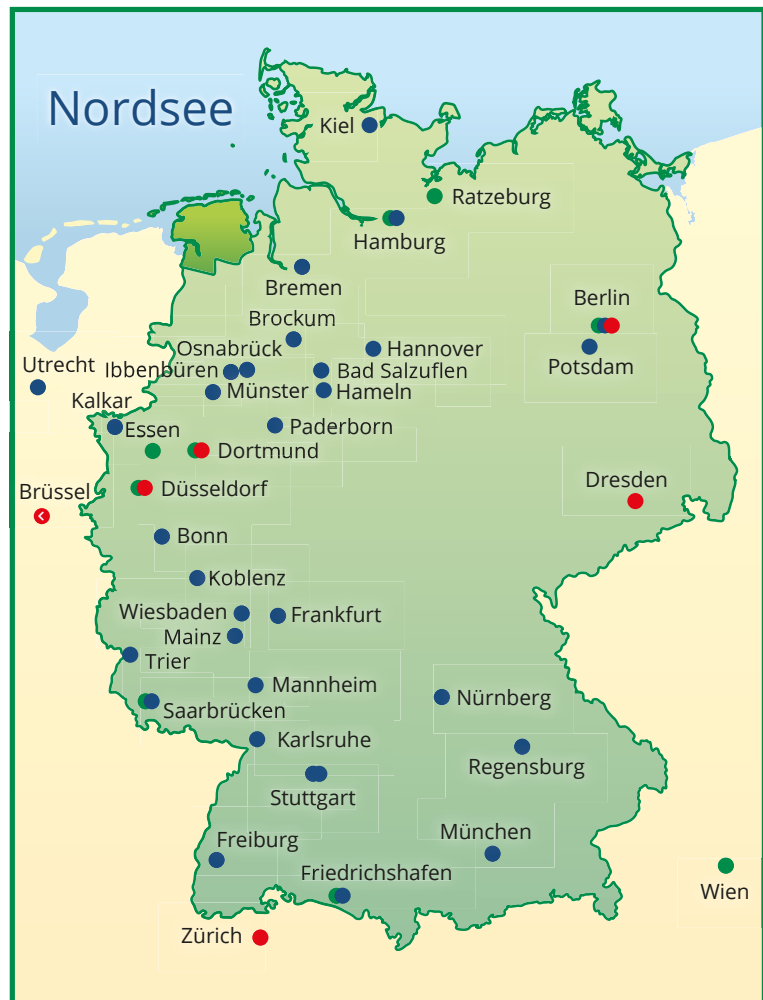 Nordsee
Kiel
Ratzeburg
Hamburg
Bremen
Berlin
Brockum
Osnabrück
Hannover
Utrecht
Ibbenbüren
Bad Salzuflen
Potsdam
Münster
Hameln
Kalkar
Essen
Paderborn
Dortmund
Dresden
Brüssel
Düsseldorf
Bonn
Koblenz
Wiesbaden
Frankfurt
Mainz
Trier
Mannheim
Nürnberg
Saarbrücken
Karlsruhe
Regensburg
Stuttgart
München
Freiburg
Friedrichshafen
Wien
Zürich